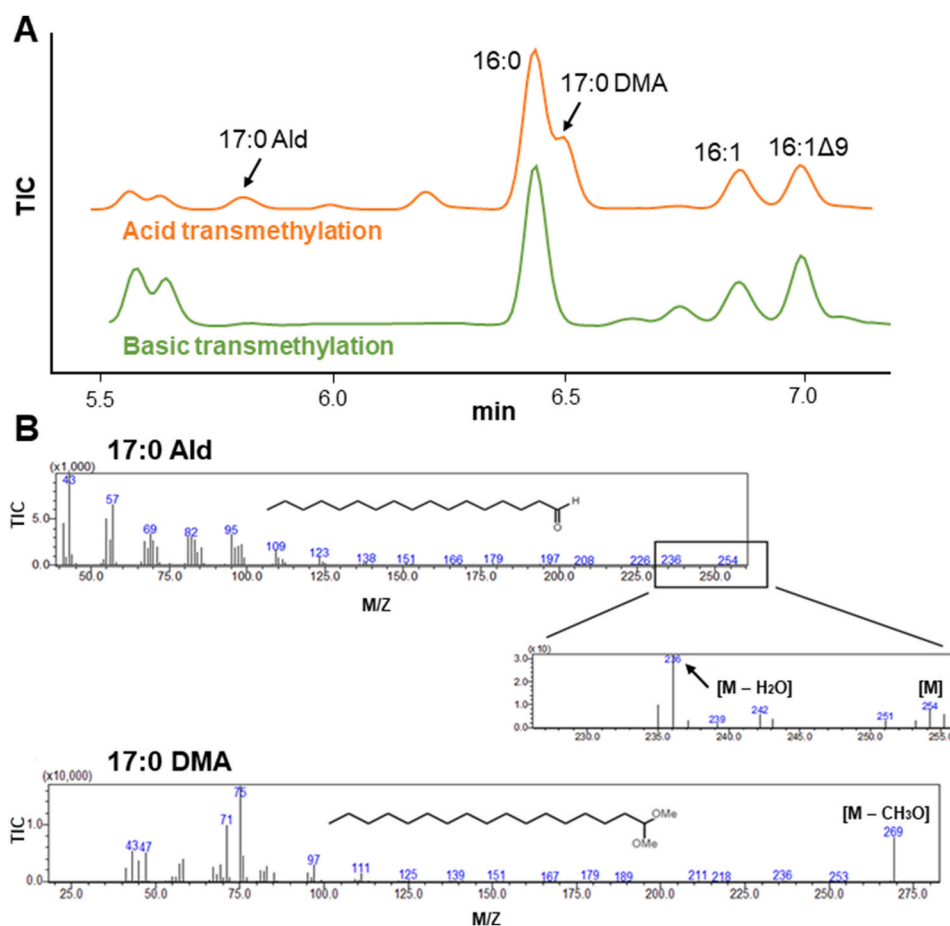 A
TIC
16:0
17:0 DMA
17:0 Ald
16:1
16:1Δ9
Acid transmethylation
Basic transmethylation
5.5 6.0 6.5 7.0
min
B
17:0 Ald
(x1,000)
TIC
5.0
0.0
43
57
69
82
95
109
123
138
151
166
179
197
208
226
236
254
H
O
50.0 75.0 100.0 125.0 150.0 175.0 200.0 225.0 250.0
M/Z
(x10)
3.0
2.0
1.0
0.0
236
[M – H2O]
[M]
239
242
251
254
230.0 235.0 240.0 245.0 250.0 255.0
17:0 DMA
(x10,000)
TIC
1.0
0.0
75
71
43
47
97
111
125
139
151
167
179
189
211
218
236
253
OMe
OMe
[M – CH3O]
269
25.0 50.0 75.0 100.0 125.0 150.0 175.0 200.0 225.0 250.0 275.0
M/Z